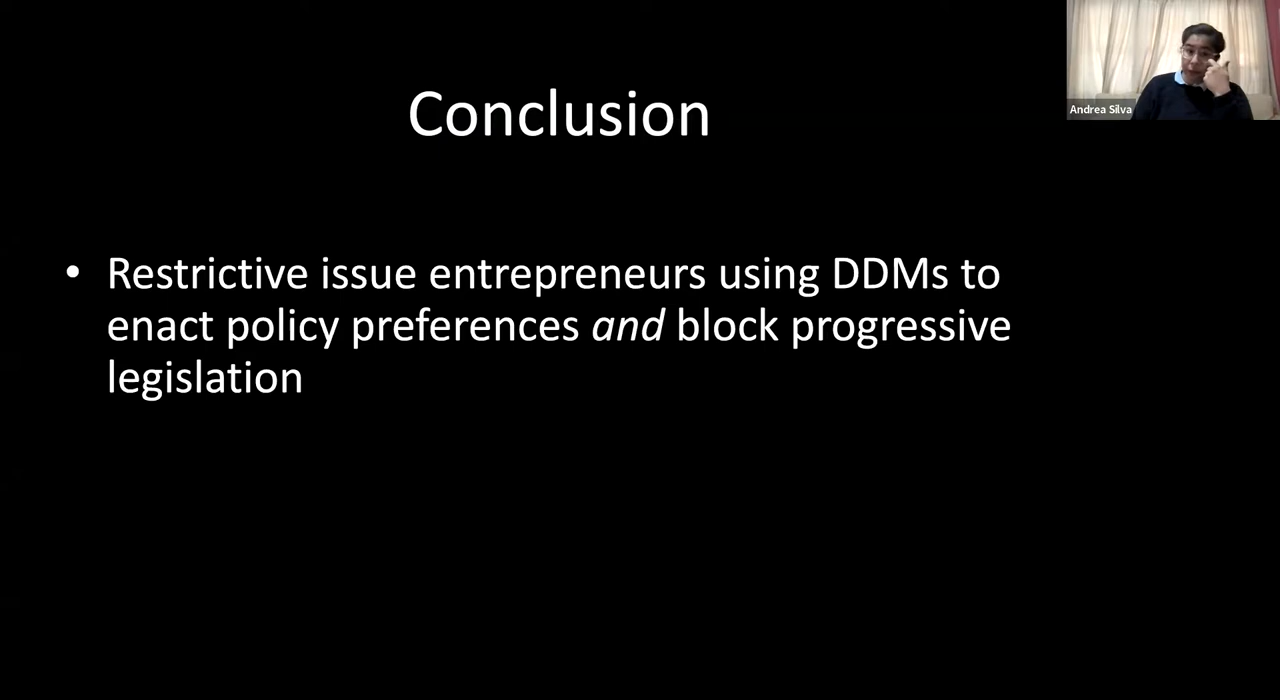 Conclusion
Andrea Silva
• Restrictive issue entrepreneurs using DDMs to
enact policy preferences and block progressive
legislation